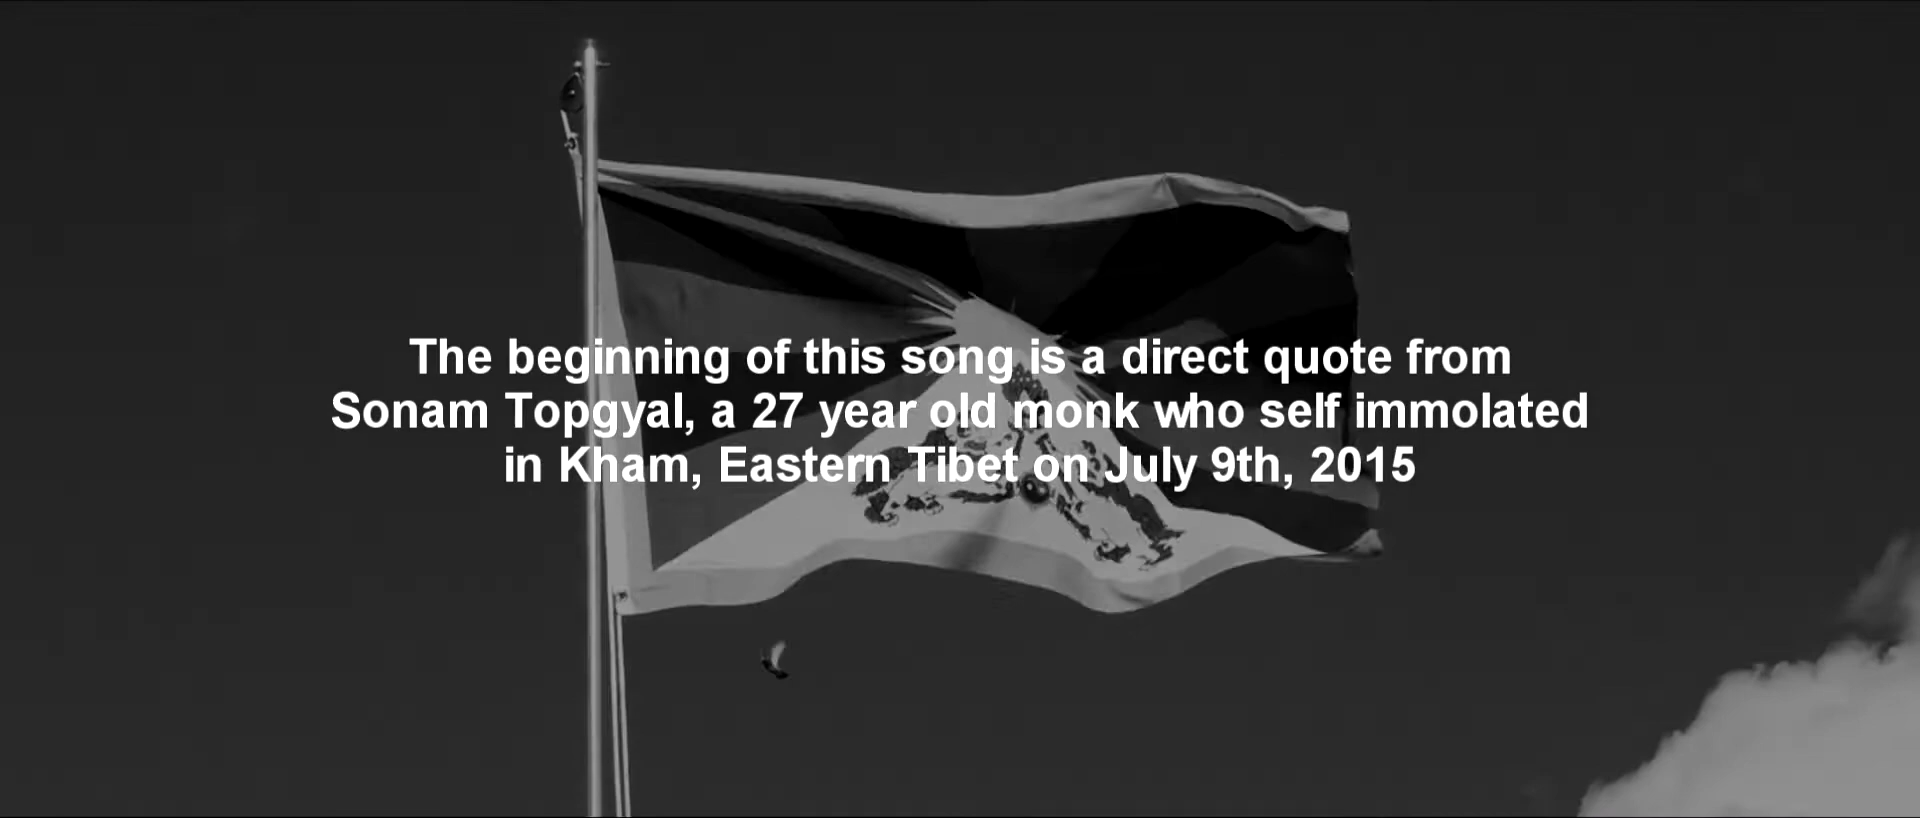 The beginning of this song is a direct quote from
Sonam Topgyal, a 27 year old monk who self immolated
in Kham, Eastern Tibet on July 9th, 2015